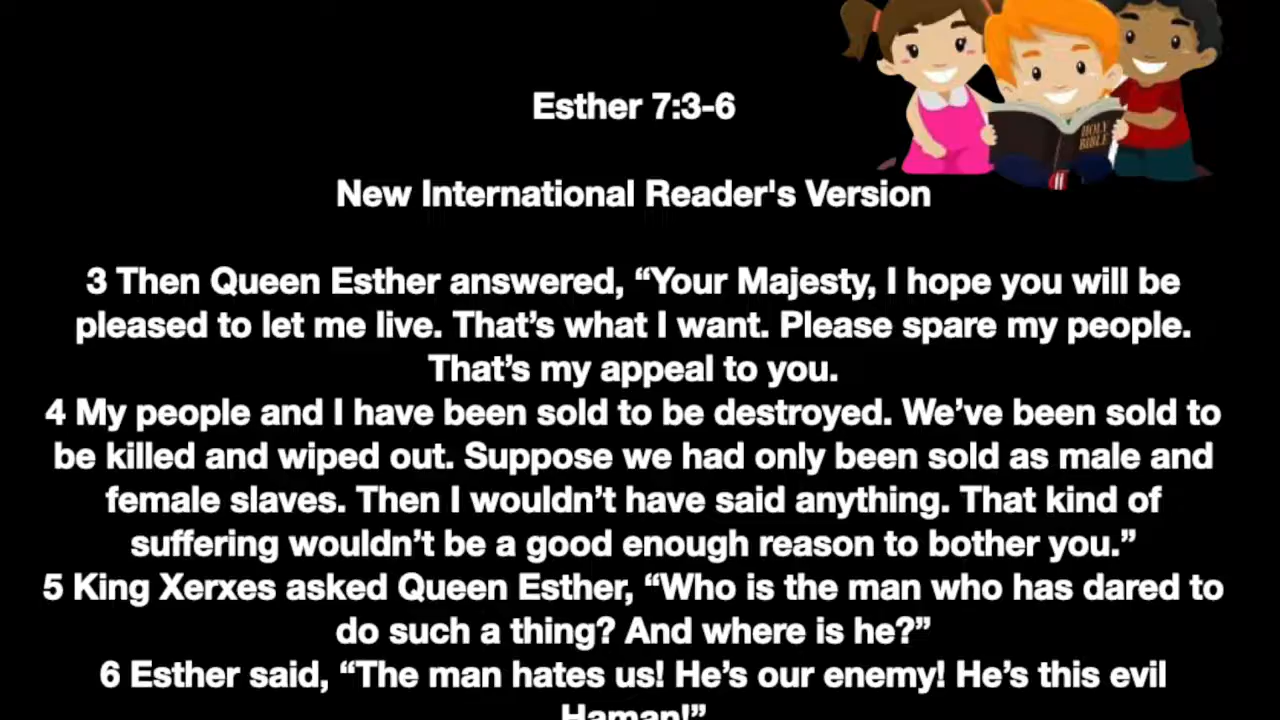 Esther 7:3-6
HOLY
BIBLE
New International Reader's Version
3 Then Queen Esther answered, “Your Majesty, I hope you will be
pleased to let me live. That’s what I want. Please spare my people.
That’s my appeal to you.
4 My people and I have been sold to be destroyed. We’ve been sold to
be killed and wiped out. Suppose we had only been sold as male and
female slaves. Then I wouldn’t have said anything. That kind of
suffering wouldn’t be a good enough reason to bother you.”
5 King Xerxes asked Queen Esther, “Who is the man who has dared to
do such a thing? And where is he?”
6 Esther said, “The man hates us! He’s our enemy! He’s this evil
Haman!”